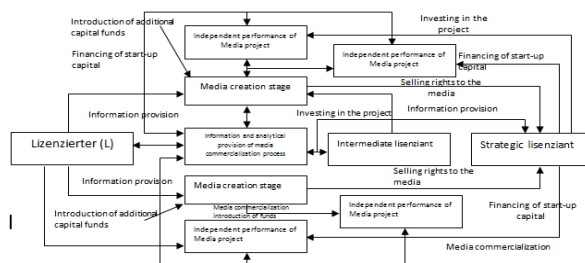 Introduction of additional
capital funds
Financing of start-up
capital
Independent performance of
Media project
Investing in the
project
Independent performance of
Media project
Financing of start-up
capital
Media creation stage
Selling rights to the
media
Information provision
Information provision
Investing in the project
Lizenzierter (L)
Information and analytical
provision of media
commercialization process
Intermediate lisenziant
Strategic lisenziant
Information provision
Media creation stage
Selling rights to the
media
Introduction of additional
capital funds
Media commercialization
introduction of funds
Independent performance of
Media project
Financing of start-up
capital
Independent performance of
Media project
Media commercialization